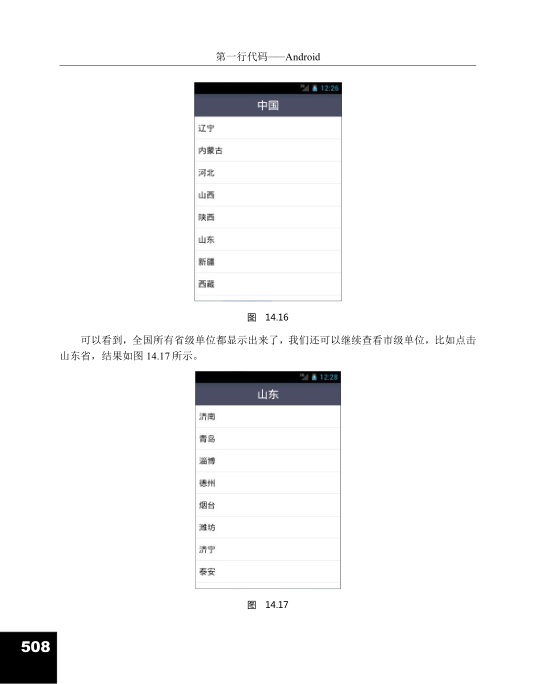 第一行代码——Android
12:26
中国
辽宁
内蒙古
河北
山西
陕西
山东
新疆
西藏
图 14.16
可以看到，全国所有省级单位都显示出来了，我们还可以继续查看市级单位，比如点击
山东省，结果如图 14.17 所示。
12:28
山东
济南
青岛
淄博
德州
烟台
潍坊
济宁
泰安
图 14.17
508